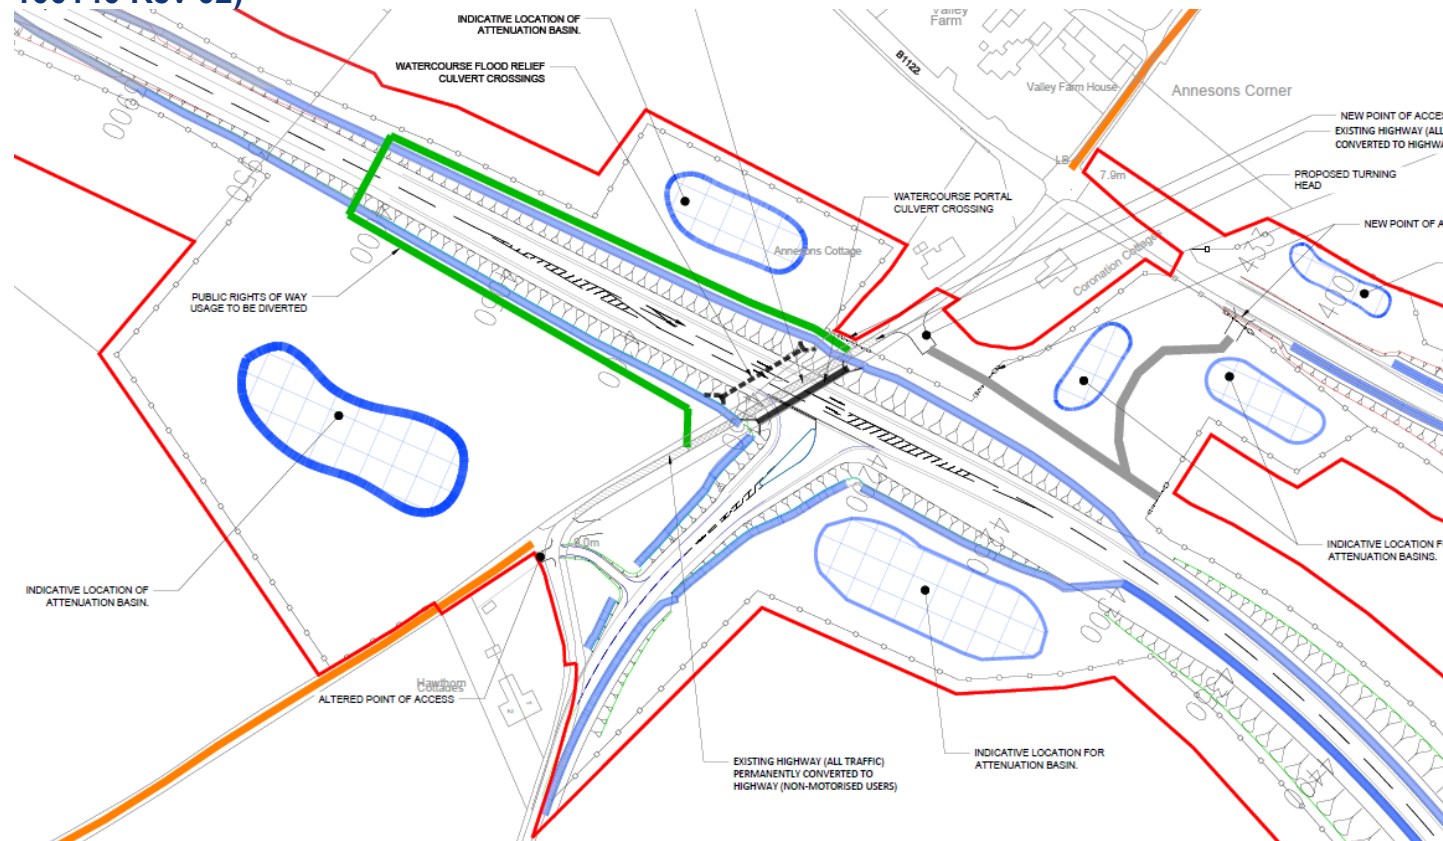 INDICATIVE LOCATION OF
ATTENUATION BASIN.
WATERCOURSE FLOOD RELIEF
CULVERT CROSSINGS
Valley
Farm
B1122
Valley Farm House
Annesons Corner
NEW POINT OF ACCES
EXISTING HIGHWAY (ALL
CONVERTED TO HIGHWA
LB
7.9m
PROPOSED TURNING
HEAD
WATERCOURSE PORTAL
CULVERT CROSSING
NEW POINT OF A
Annesons Cottage
Coronation Cottages
PUBLIC RIGHTS OF WAY
USAGE TO BE DIVERTED
INDICATIVE LOCATION F
ATTENUATION BASINS.
INDICATIVE LOCATION OF
ATTENUATION BASIN.
Hawthorn
Cottages
ALTERED POINT OF ACCESS
1
2
INDICATIVE LOCATION FOR
ATTENUATION BASIN.
EXISTING HIGHWAY (ALL TRAFFIC)
PERMANENTLY CONVERTED TO
HIGHWAY (NON-MOTORISED USERS)